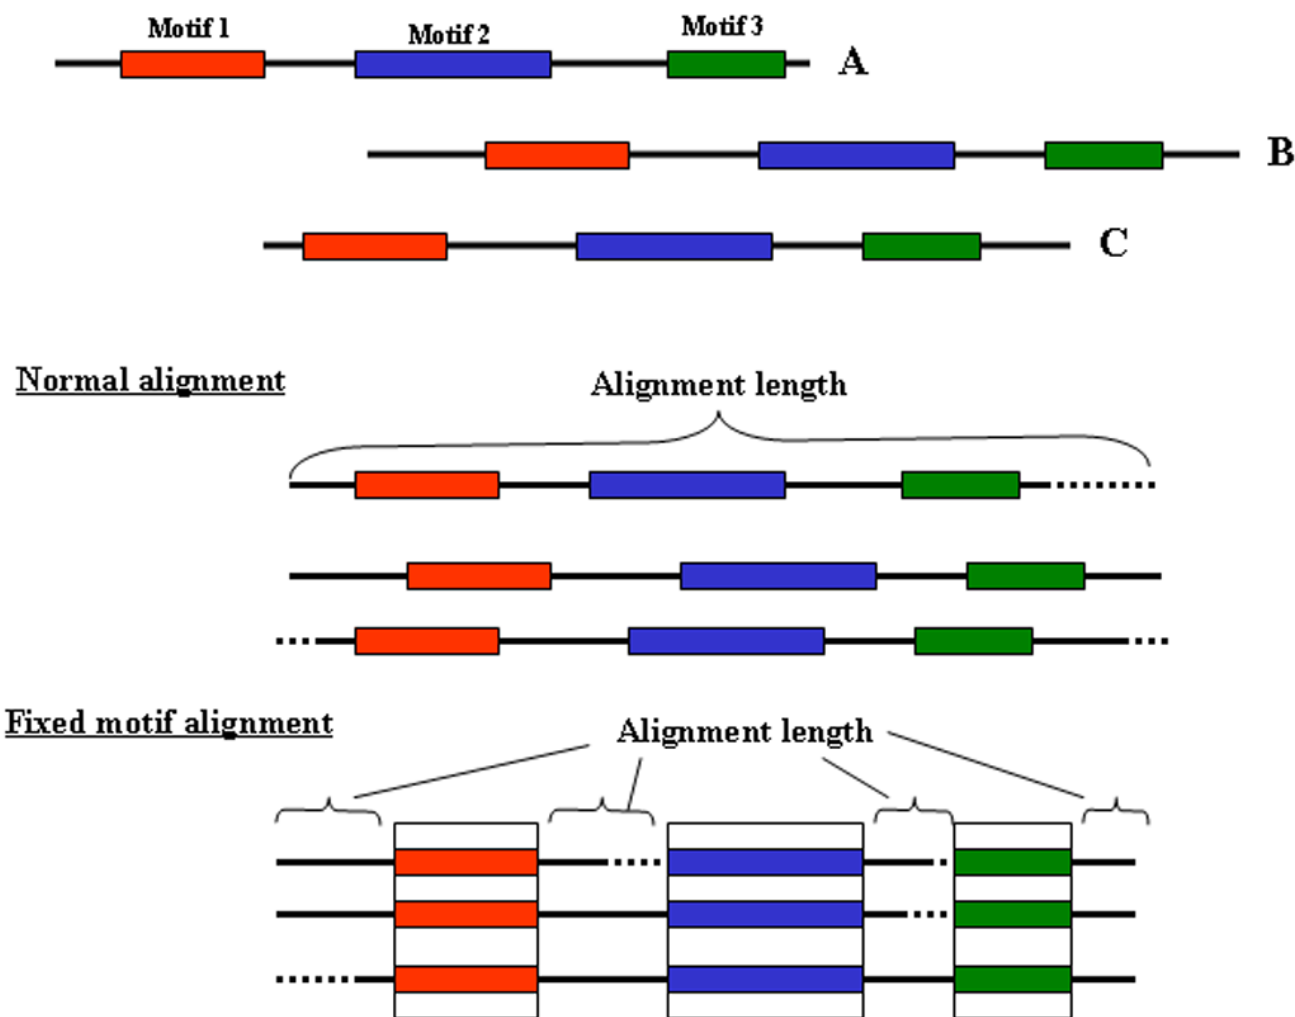 Motif 1 Motif 2 Motif 3
A
B
C
Normal alignment Alignment length
Fixed motif alignment Alignment length